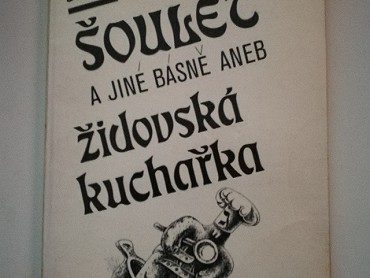 ŠOULET
A JINÉ BÁSNĚ ANEB
židovská
kuchařka